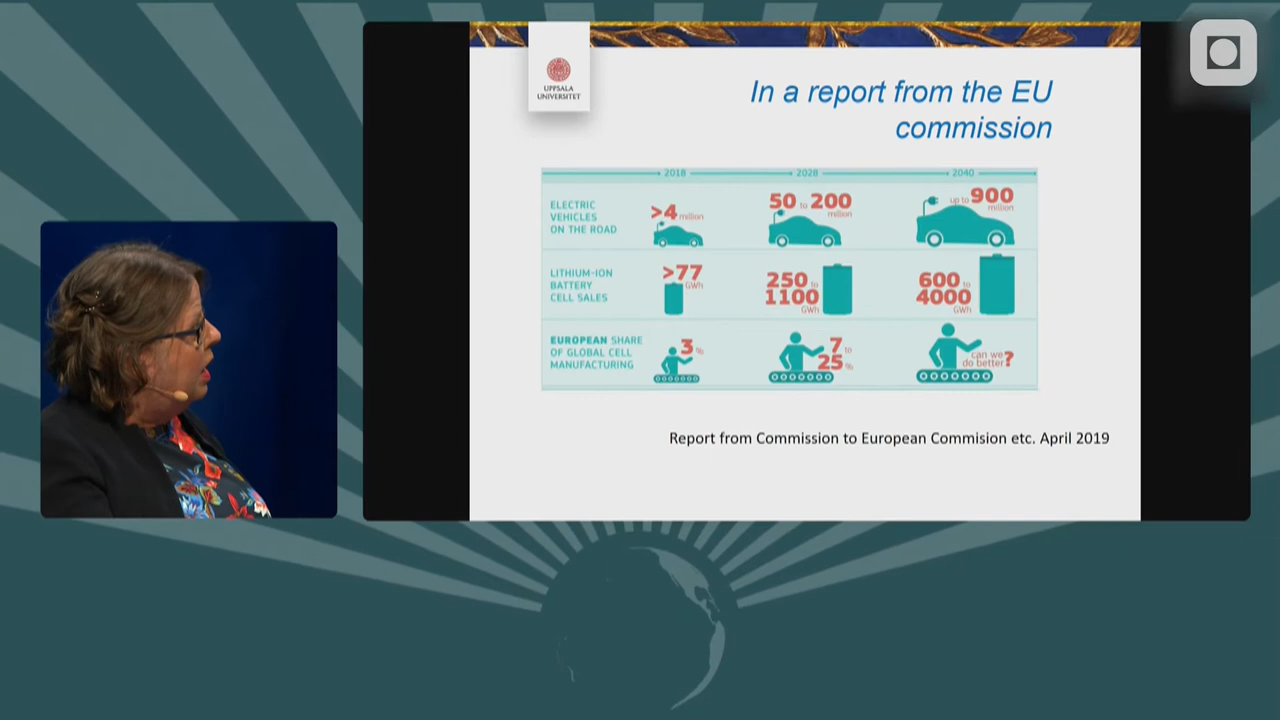 UPPSALA
UNIVERSITET
In a report from the EU
commission
2018
2028
2040
ELECTRIC
VEHICLES
ON THE ROAD
>4 million
50 to 200
million
up to 900
million
LITHIUM-ION
BATTERY
CELL SALES
>77
GWh
250 to
1100
GWh
600 to
4000
GWh
EUROPEAN SHARE
OF GLOBAL CELL
MANUFACTURING
3 %
7 to
25 %
can we
do better?
Report from Commission to European Commision etc. April 2019